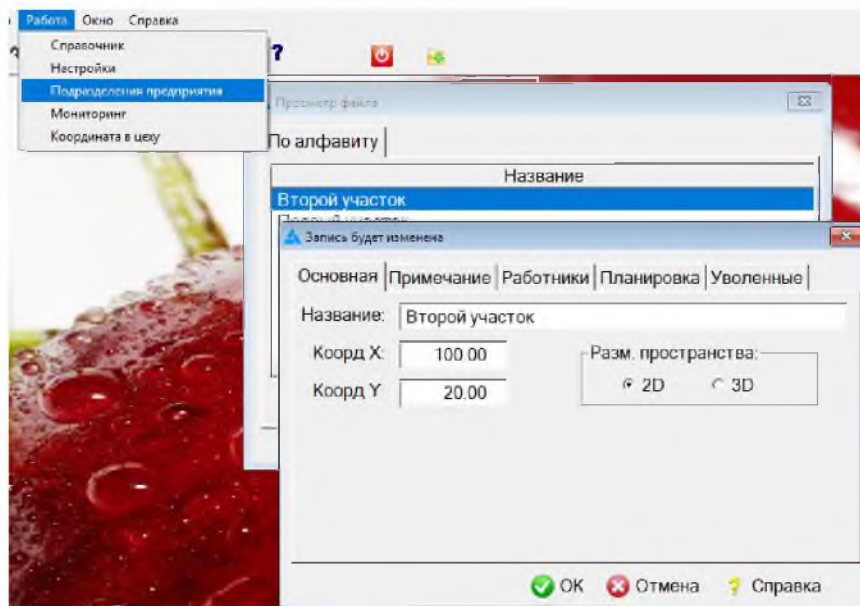 Работа Окно Справка
Справочник
Настройки
?
Подразделения предприятия
Мониторинг
Координата в цеху
Просмотр файла
По алфавиту
Название
Второй участок
Первый участок
Запись будет изменена
Основная Примечание Работники Планировка Уволенные
Название: Второй участок
Коорд X: 100.00
Разм. пространства:
2D 3D
Коорд Y 20.00
OK Отмена ? Справка